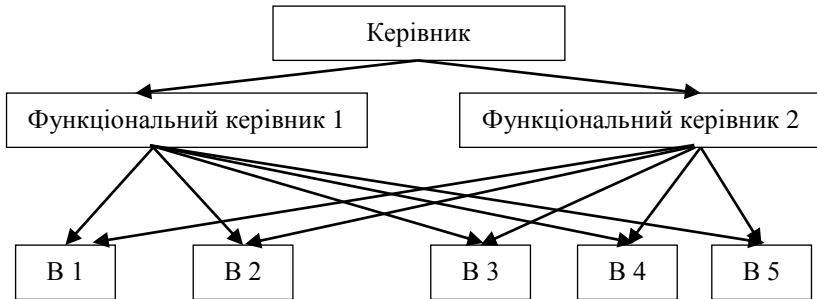 Керівник
Функціональний керівник 1
Функціональний керівник 2
В 1
В 2
В 3
В 4
В 5